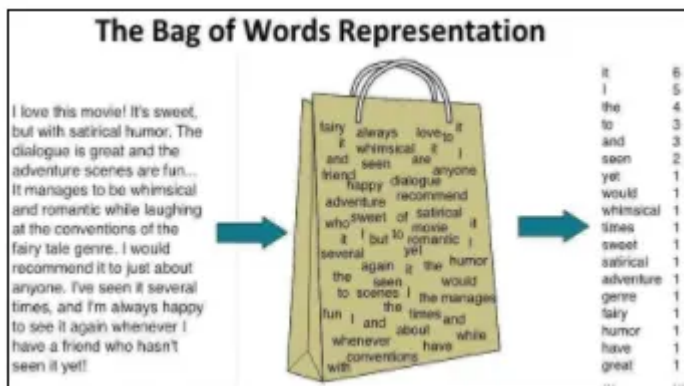 The Bag of Words Representation
I love this movie! It's sweet,
but with satirical humor. The
dialogue is great and the
adventure scenes are fun...
It manages to be whimsical
and romantic while laughing
at the conventions of the
fairy tale genre. I would
recommend it to just about
anyone. I've seen it several
times, and I'm always happy
to see it again whenever I
have a friend who hasn't
seen it yet!
fairy always love to it
it whimsical it I
and seen are anyone
friend happy dialogue
adventure recommend
who sweet of satirical
it I but to movie it
romantic I
several yet
again it the humor
the seen would
to scenes I the manages
fun the times and
I and about
whenever have while
conventions
with
it 6
I 5
the 4
to 3
and 3
seen 2
yet 1
would 1
whimsical 1
times 1
sweet 1
satirical 1
adventure 1
genre 1
fairy 1
humor 1
have 1
great 1